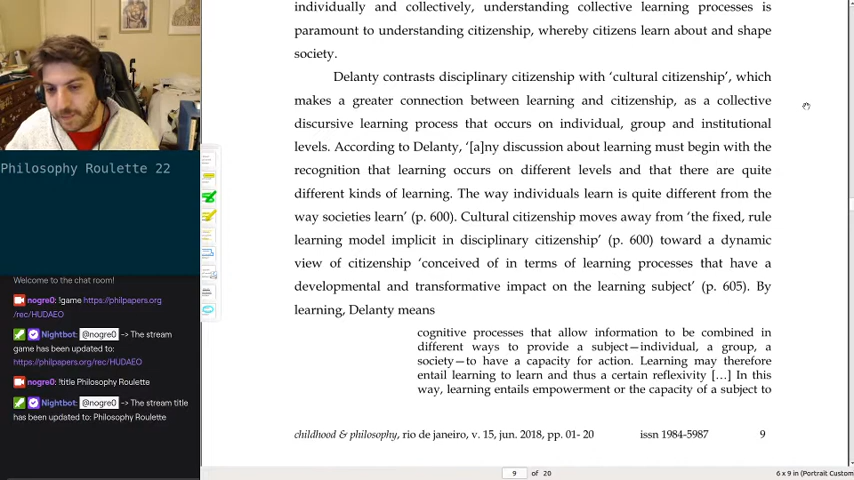 individually and collectively, understanding collective learning processes is
paramount to understanding citizenship, whereby citizens learn about and shape
society.
Delanty contrasts disciplinary citizenship with ‘cultural citizenship’, which
makes a greater connection between learning and citizenship, as a collective
discursive learning process that occurs on individual, group and institutional
levels. According to Delanty, ‘[a]ny discussion about learning must begin with the
recognition that learning occurs on different levels and that there are quite
different kinds of learning. The way individuals learn is quite different from the
way societies learn’ (p. 600). Cultural citizenship moves away from ‘the fixed, rule
learning model implicit in disciplinary citizenship’ (p. 600) toward a dynamic
view of citizenship ‘conceived of in terms of learning processes that have a
developmental and transformative impact on the learning subject’ (p. 605). By
learning, Delanty means
cognitive processes that allow information to be combined in
different ways to provide a subject—individual, a group, a
society—to have a capacity for action. Learning may therefore
entail learning to learn and thus a certain reflexivity […] In this
way, learning entails empowerment or the capacity of a subject to
childhood & philosophy, rio de janeiro, v. 15, jun. 2018, pp. 01- 20 issn 1984-5987 9
9 of 20 6 x 9 in (Portrait Custom
Philosophy Roulette 22
Welcome to the chat room!
nogre0: !game https://philpapers.org
/rec/HUDAEO
Nightbot: @nogre0 -> The stream
game has been updated to:
https://philpapers.org/rec/HUDAEO
nogre0: !title Philosophy Roulette
Nightbot: @nogre0 -> The stream title
has been updated to: Philosophy Roulette